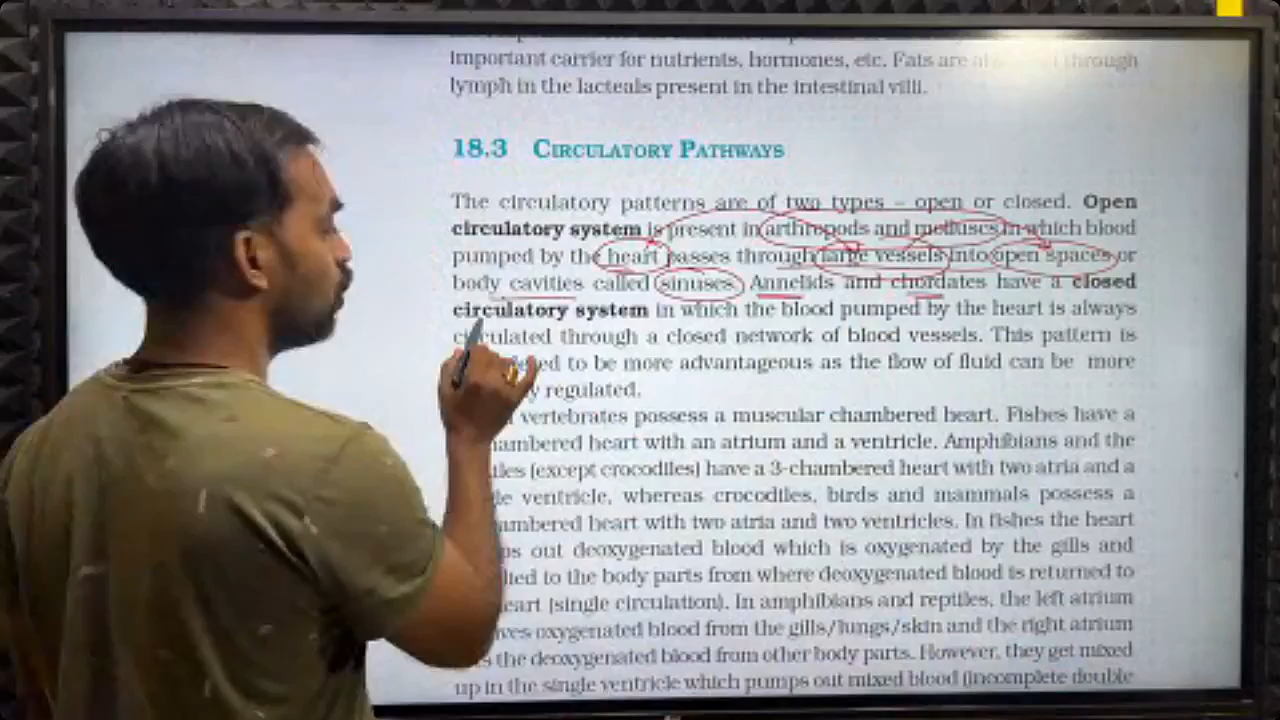 important carrier for nutrients, hormones, etc. Fats are through
lymph in the lacteals present in the intestinal villi.
18.3 CIRCULATORY PATHWAYS
The circulatory patterns are of two types – open or closed. Open
circulatory system is present in arthropods and molluscs in which blood
pumped by the heart passes through large vessels into open spaces or
body cavities called sinuses. Annelids and chordates have a closed
circulatory system in which the blood pumped by the heart is always
circulated through a closed network of blood vessels. This pattern is
to be more advantageous as the flow of fluid can be more
regulated.
vertebrates possess a muscular chambered heart. Fishes have a
heart with an atrium and a ventricle. Amphibians and the
(except crocodiles) have a 3-chambered heart with two atria and a
ventricle, whereas crocodiles, birds and mammals possess a
heart with two atria and two ventricles. In fishes the heart
out deoxygenated blood which is oxygenated by the gills and
to the body parts from where deoxygenated blood is returned to
(single circulation). In amphibians and reptiles, the left atrium
oxygenated blood from the gills/lungs/skin and the right atrium
the deoxygenated blood from other body parts. However, they get mixed
up in the single ventricle which pumps out mixed blood (incomplete double